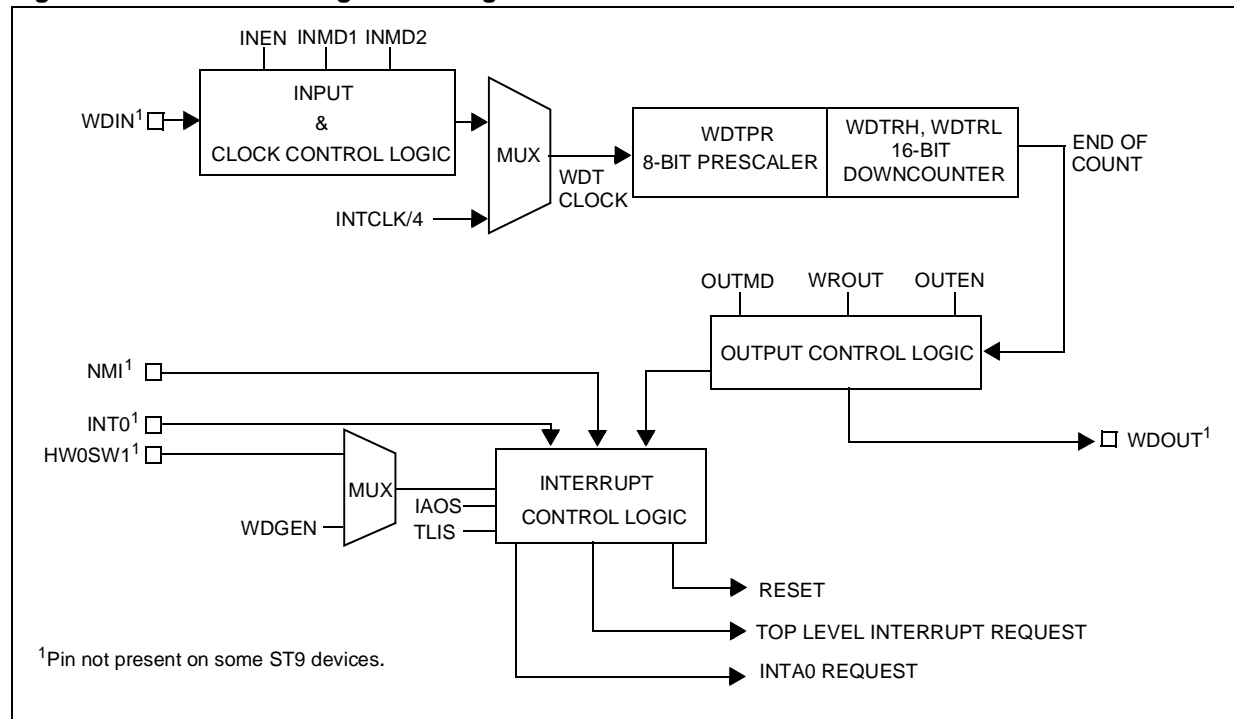 INEN INMD1 INMD2
INPUT
&
CLOCK CONTROL LOGIC
WDIN1
MUX
WDT
CLOCK
INTCLK/4
WDTPR
8-BIT PRESCALER
WDTRH, WDTRL
16-BIT
DOWNCOUNTER
END OF
COUNT
OUTMD WROUT OUTEN
OUTPUT CONTROL LOGIC
NMI1
INT01
HW0SW11
MUX
WDGEN
IAOS
TLIS
INTERRUPT
CONTROL LOGIC
WDOUT1
RESET
TOP LEVEL INTERRUPT REQUEST
INTA0 REQUEST
1Pin not present on some ST9 devices.